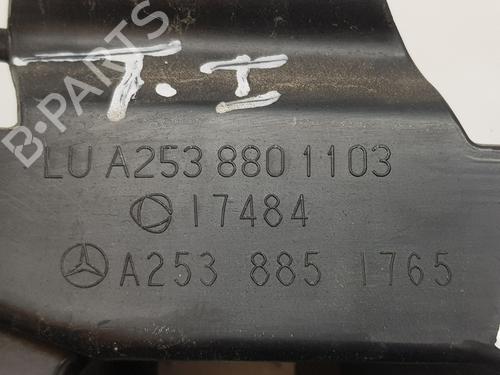 B-PARTS
T.I
LU A253 880 1103
17484
A253 885 1765